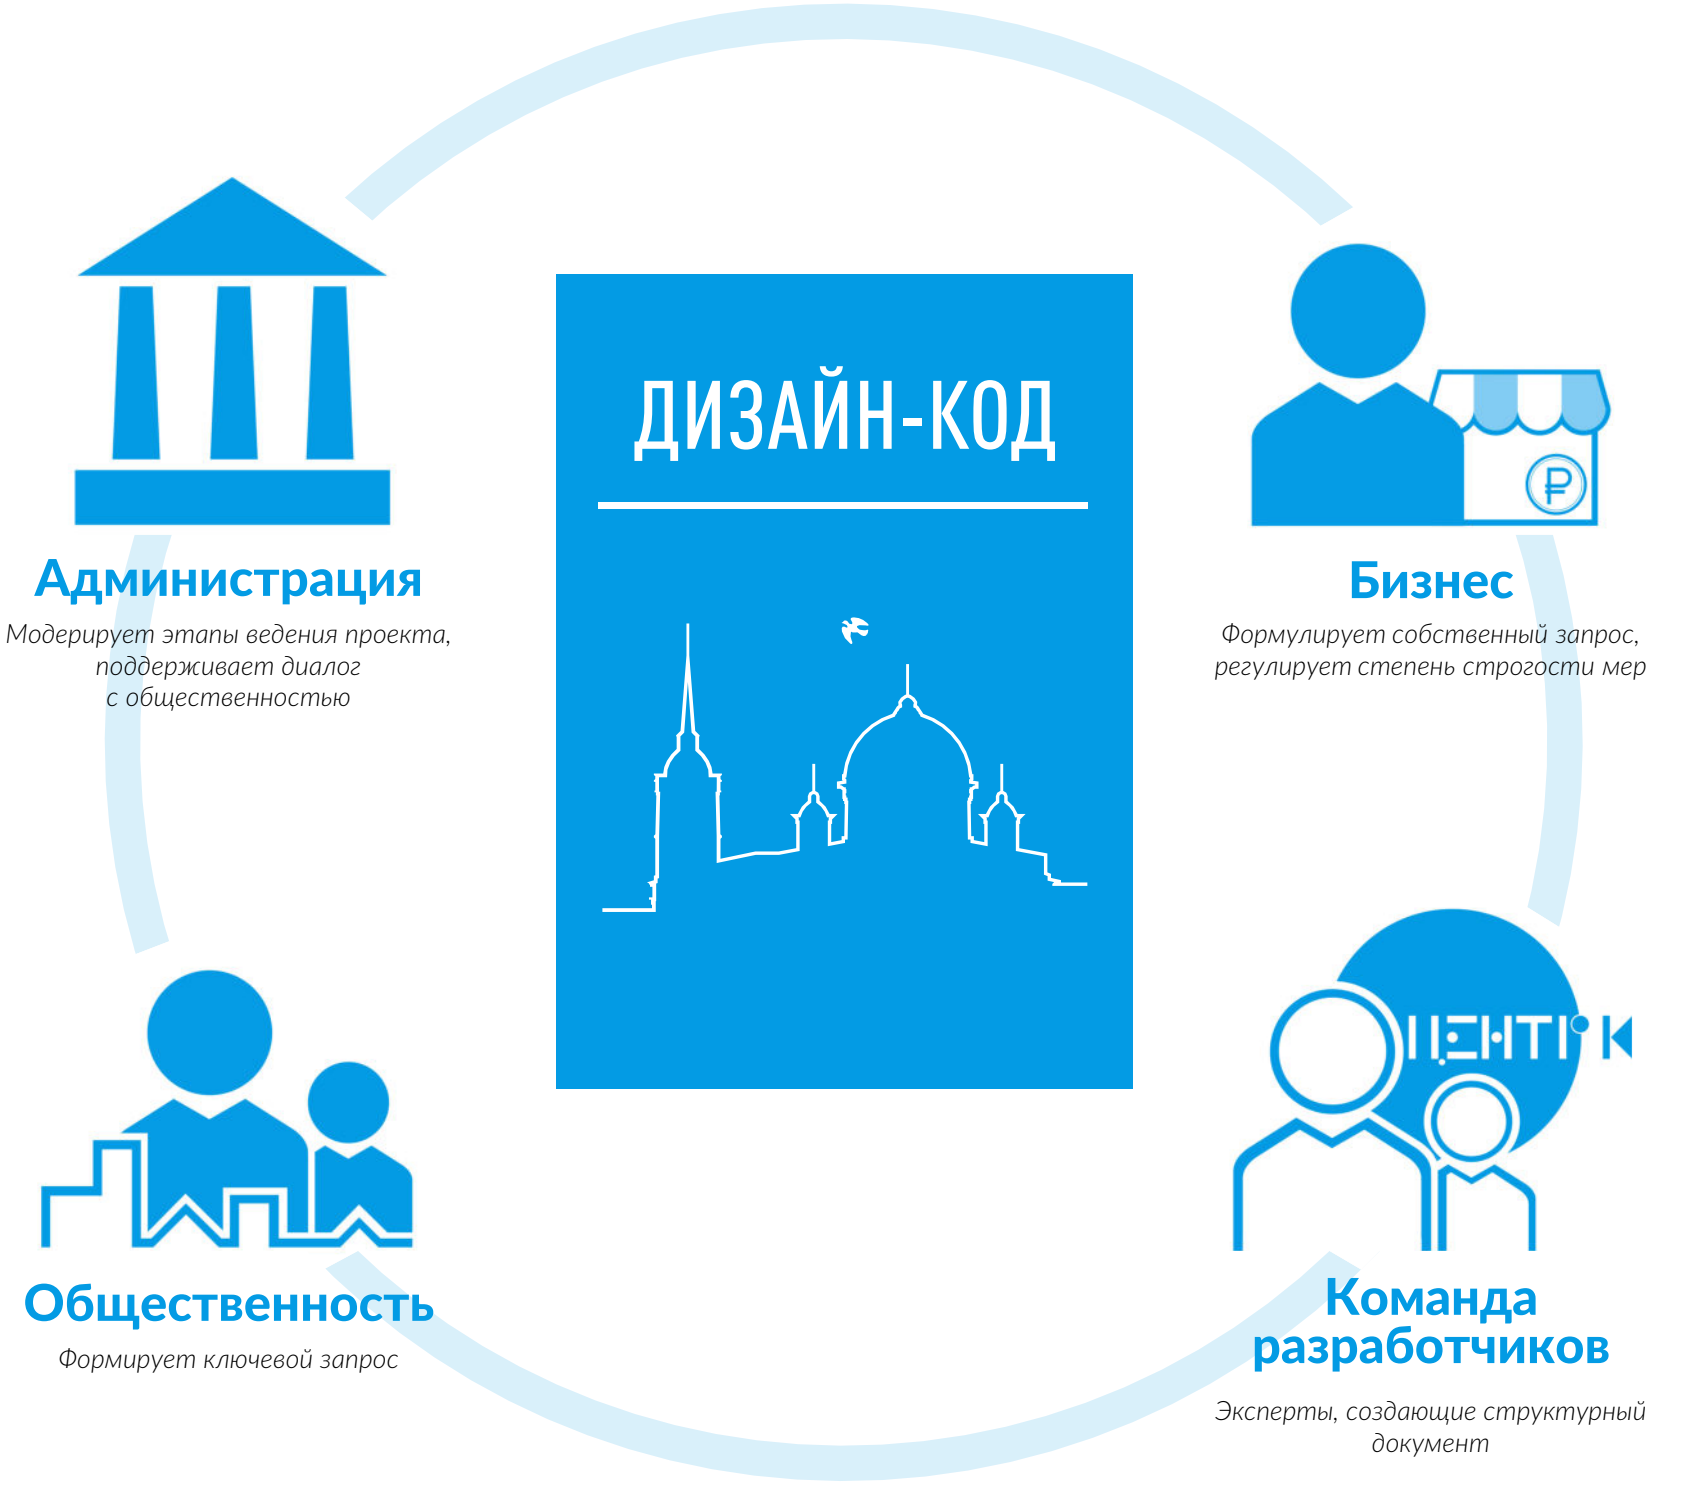 ДИЗАЙН-КОД
Администрация
Модерирует этапы ведения проекта,
поддерживает диалог
с общественностью
₽
Бизнес
Формулирует собственный запрос,
регулирует степень строгости мер
Общественность
Формирует ключевой запрос
Команда
разработчиков
Эксперты, создающие структурный
документ